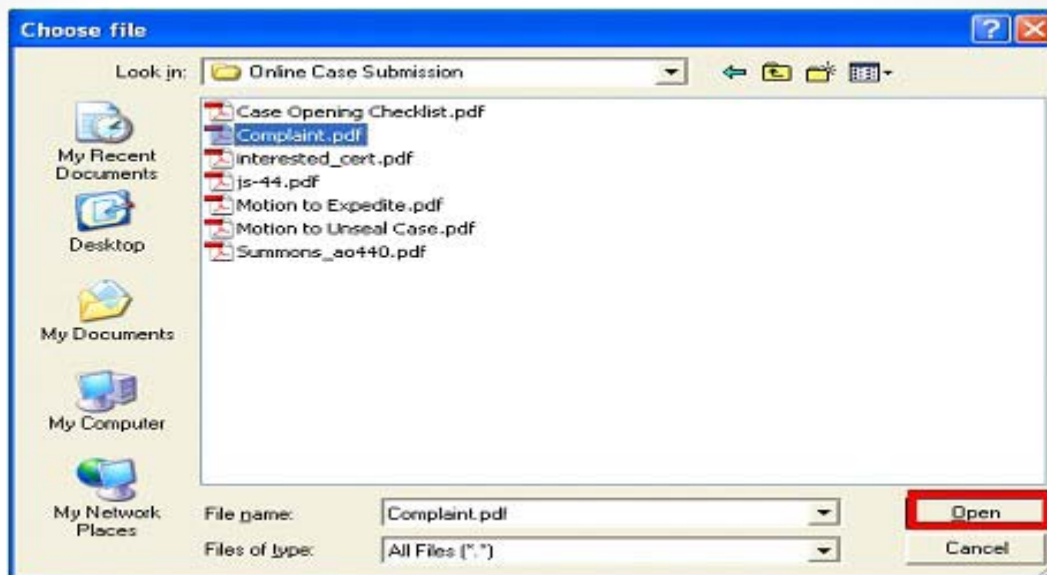 Choose file
Look in: Online Case Submission
My Recent
Documents
Desktop
My Documents
My Computer
My Network
Places
Case Opening Checklist.pdf
Complaint.pdf
interested_cert.pdf
js-44.pdf
Motion to Expedite.pdf
Motion to Unseal Case.pdf
Summons_ao440.pdf
File name: Complaint.pdf Open
Files of type: All Files (*.*) Cancel